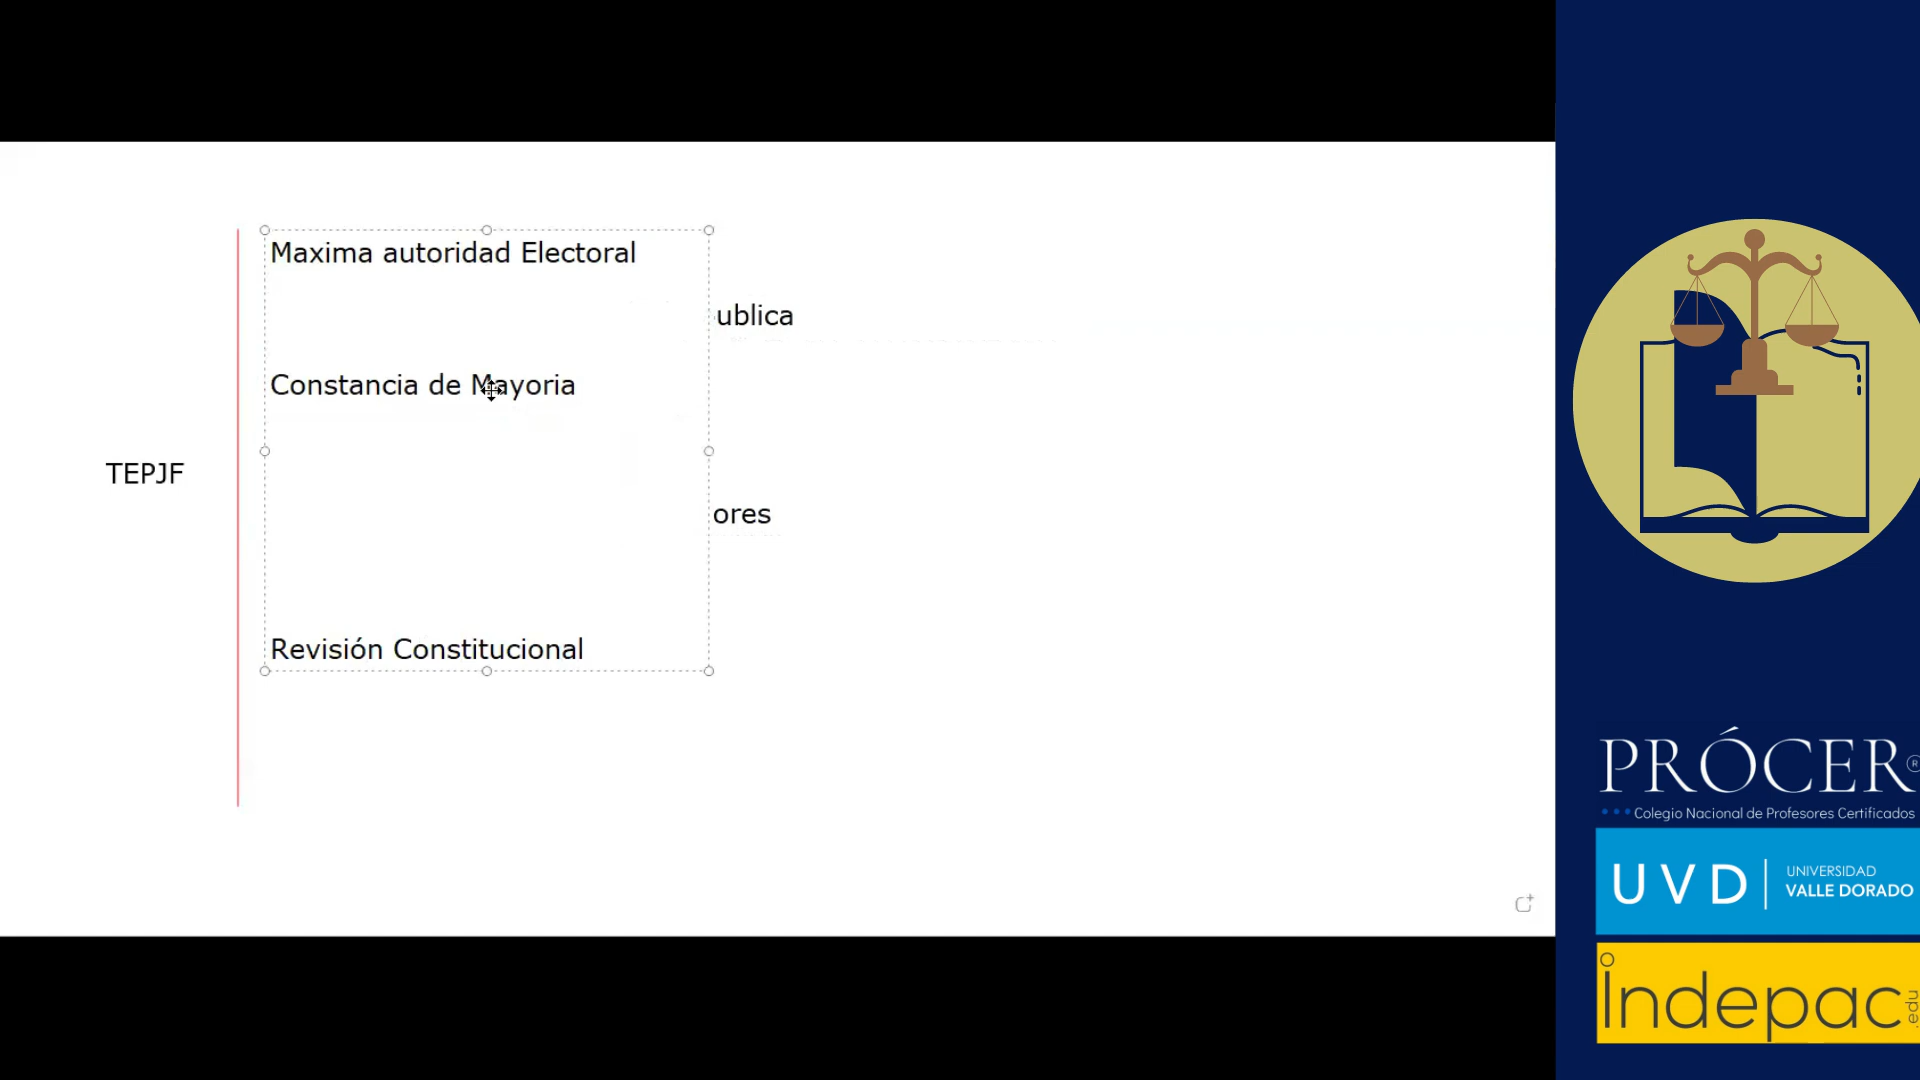 Maxima autoridad Electoral
ublica
Constancia de Mayoria
TEPJF
ores
Revisión Constitucional
PRÓCER®
Colegio Nacional de Profesores Certificados
UVD
UNIVERSIDAD
VALLE DORADO
indepac
.edu